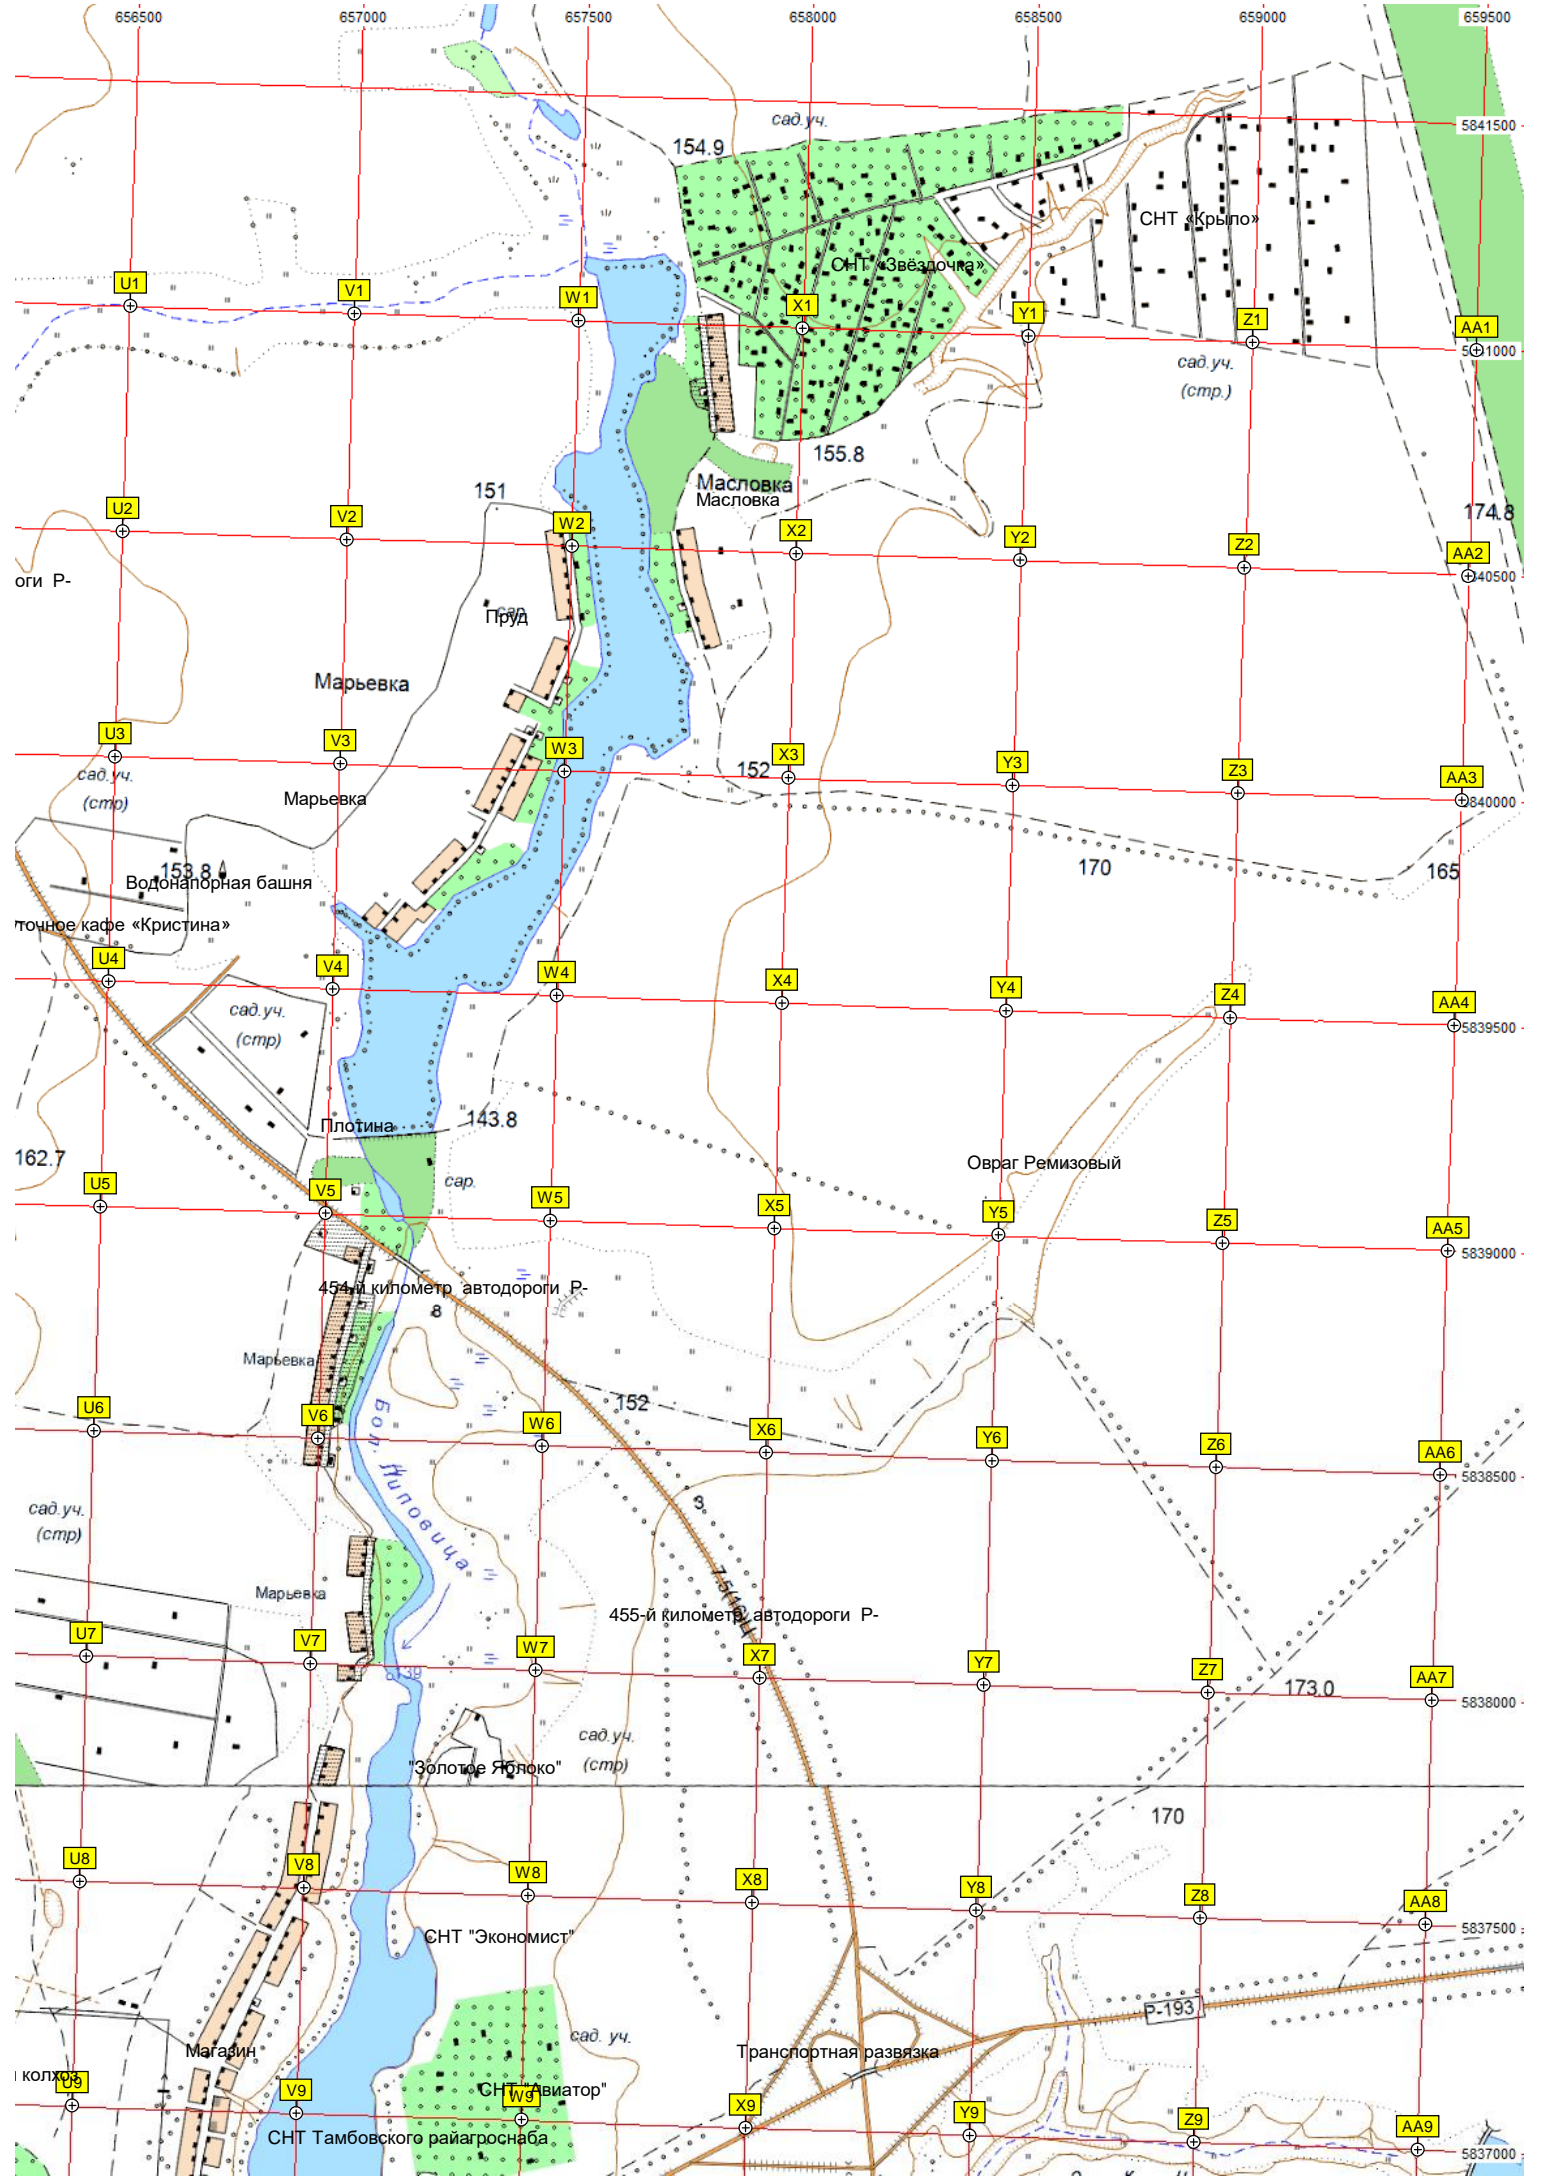 656500 657000 657500 658000 658500 659000 659500
сад.уч.
5841500
154.9
СНТ «Крыло»
СНТ «Звёздочка»
U1 V1 W1 X1 Y1 Z1 AA1
сад.уч.
(стр.)
155.8
Масловка
Масловка
151
174.8
U2 V2 W2 X2 Y2 Z2 AA2
оги Р-
сар.
Пруд
Марьевка
U3 V3 W3 X3 Y3 Z3 AA3
152
сад.уч.
(стр)
Марьевка
5840000
153.8
170
165
Водонапорная башня
точное кафе «Кристина»
U4 V4 W4 X4 Y4 Z4 AA4
сад.уч.
(стр)
5839500
143.8
Плотина
162.7
Овраг Ремизовый
сар.
U5 V5 W5 X5 Y5 Z5 AA5
5839000
454-й километр автодороги Р-
8
Марьевка
152
Бол. Липовица
U6 V6 W6 X6 Y6 Z6 AA6
5838500
3
сад.уч.
(стр)
Марьевка
455-й километр автодороги Р-
U7 V7 W7 X7 Y7 Z7 AA7
139
173.0
5838000
сад.уч.
(стр)
"Золотое Яблоко"
170
U8 V8 W8 X8 Y8 Z8 AA8
СНТ "Экономист"
5837500
Р-193
сад. уч.
Магазин
Транспортная развязка
колхоз
СНТ "Авиатор"
U9 V9 W9 X9 Y9 Z9 AA9
СНТ Тамбовского райагроснаба
5837000